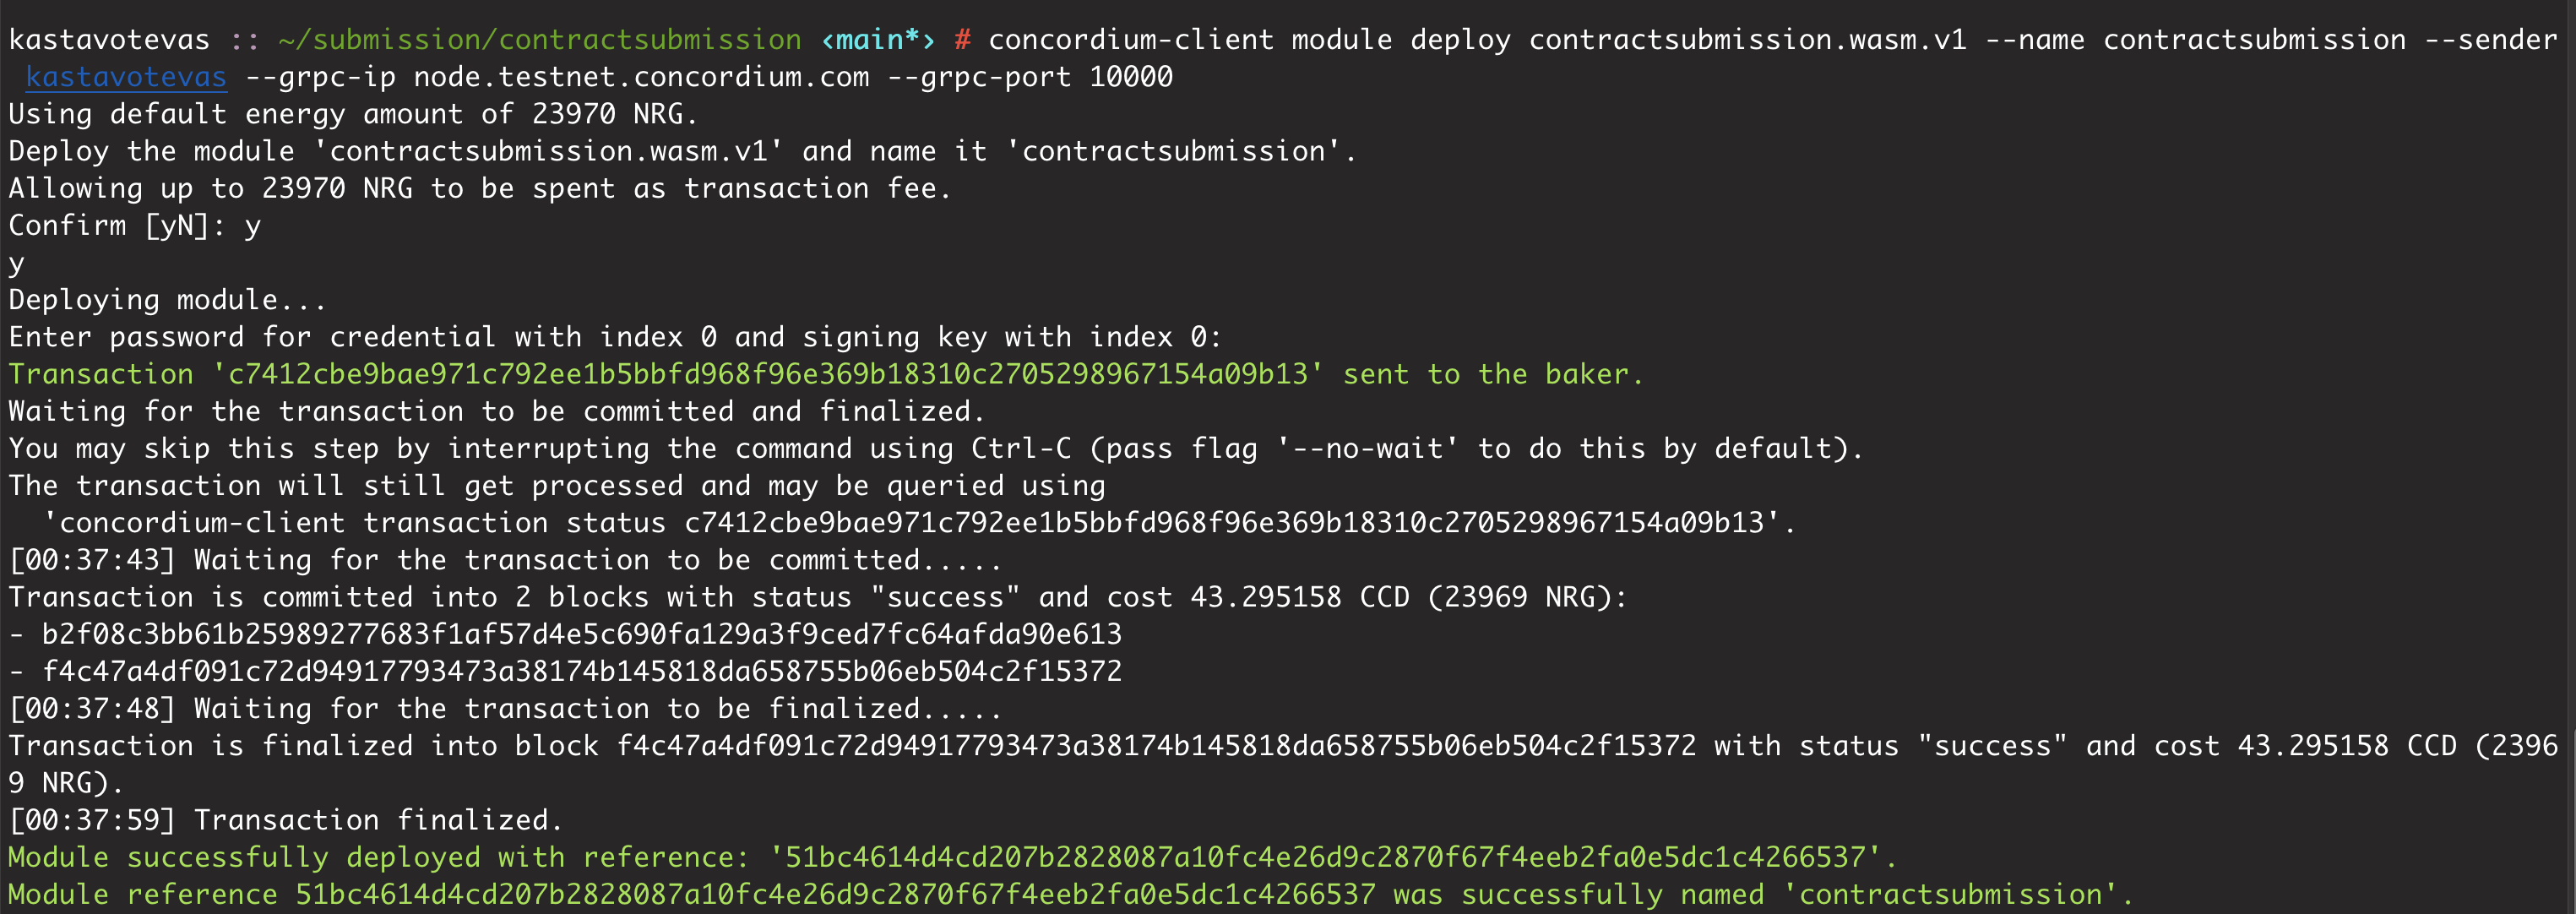 kastavotevas :: ~/submission/contractsubmission ‹main*› # concordium-client module deploy contractsubmission.wasm.v1 --name contractsubmission --sender
kastavotevas --grpc-ip node.testnet.concordium.com --grpc-port 10000
Using default energy amount of 23970 NRG.
Deploy the module 'contractsubmission.wasm.v1' and name it 'contractsubmission'.
Allowing up to 23970 NRG to be spent as transaction fee.
Confirm [yN]: y
y
Deploying module...
Enter password for credential with index 0 and signing key with index 0:
Transaction 'c7412cbe9bae971c792ee1b5bbfd968f96e369b18310c2705298967154a09b13' sent to the baker.
Waiting for the transaction to be committed and finalized.
You may skip this step by interrupting the command using Ctrl-C (pass flag '--no-wait' to do this by default).
The transaction will still get processed and may be queried using
  'concordium-client transaction status c7412cbe9bae971c792ee1b5bbfd968f96e369b18310c2705298967154a09b13'.
[00:37:43] Waiting for the transaction to be committed.....
Transaction is committed into 2 blocks with status "success" and cost 43.295158 CCD (23969 NRG):
- b2f08c3bb61b25989277683f1af57d4e5c690fa129a3f9ced7fc64afda90e613
- f4c47a4df091c72d94917793473a38174b145818da658755b06eb504c2f15372
[00:37:48] Waiting for the transaction to be finalized.....
Transaction is finalized into block f4c47a4df091c72d94917793473a38174b145818da658755b06eb504c2f15372 with status "success" and cost 43.295158 CCD (2396
9 NRG).
[00:37:59] Transaction finalized.
Module successfully deployed with reference: '51bc4614d4cd207b2828087a10fc4e26d9c2870f67f4eeb2fa0e5dc1c4266537'.
Module reference 51bc4614d4cd207b2828087a10fc4e26d9c2870f67f4eeb2fa0e5dc1c4266537 was successfully named 'contractsubmission'.